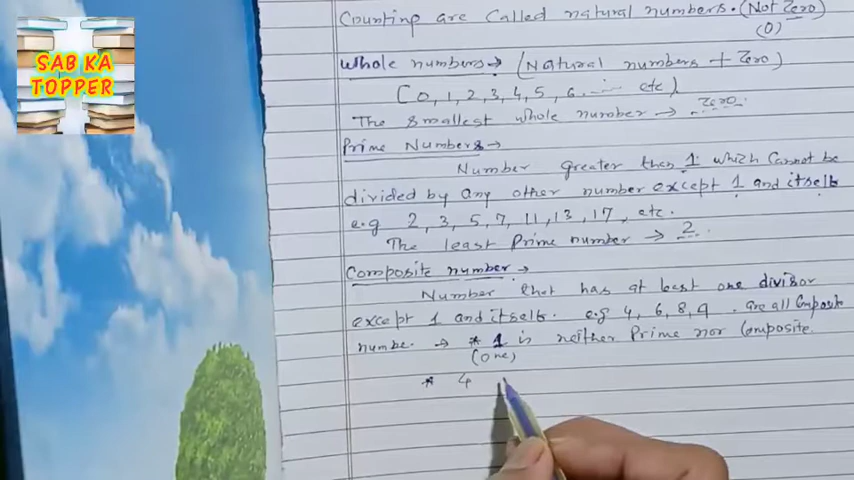 SAB KA
TOPPER
Counting are called natural numbers. (Not Zero)
(0)
Whole numbers → (Natural numbers + Zero)
(0, 1, 2, 3, 4, 5, 6 ..... etc)
The smallest whole number → zero.
Prime Numbers →
Number greater then 1 which cannot be
divided by any other number except 1 and itself
e.g 2, 3, 5, 7, 11, 13, 17, etc.
The least Prime number → 2
Composite number →
Number that has at least one divisor
except 1 and itself. e.g 4, 6, 8, 9 . are all Composite
numbe. → * 1 is neither Prime nor Composite.
(one)
* 4